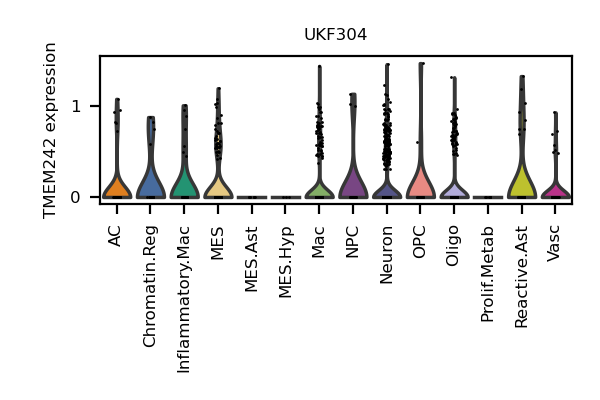 UKF304
TMEM242 expression
1
0
AC
Chromatin.Reg
Inflammatory.Mac
MES
MES.Ast
MES.Hyp
Mac
NPC
Neuron
OPC
Oligo
Prolif.Metab
Reactive.Ast
Vasc